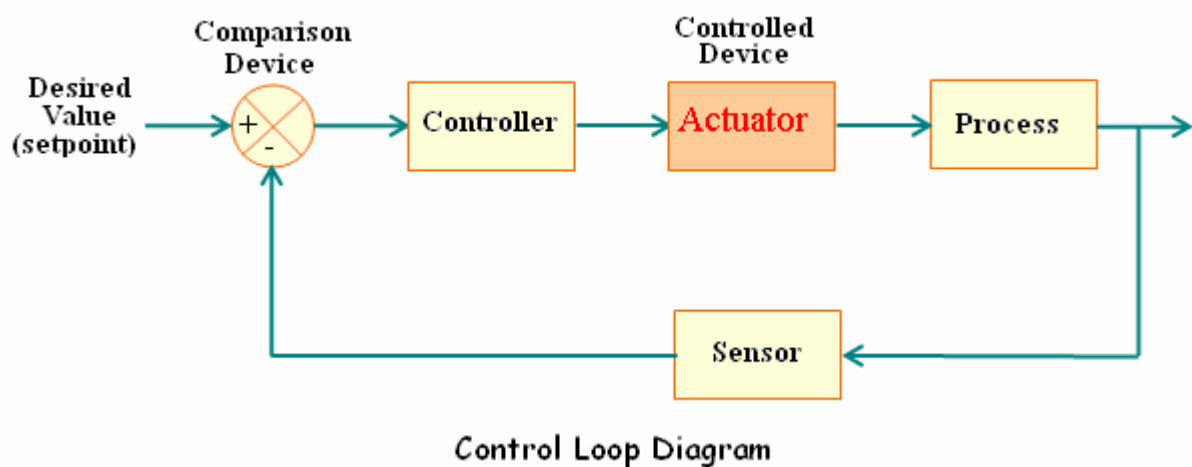 Comparison
Device
Controlled
Device
Desired
Value
(setpoint)
+
-
Controller
Actuator
Process
Sensor
Control Loop Diagram